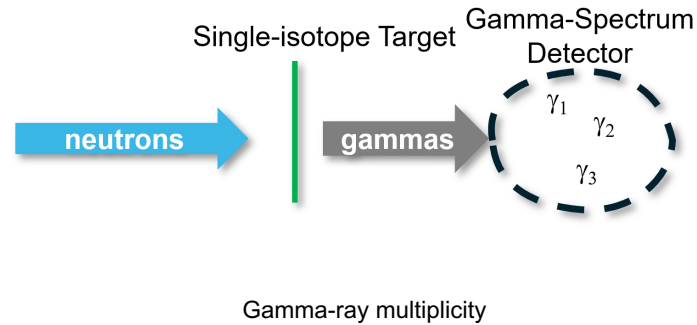 Single-isotope Target
Gamma-Spectrum
Detector
neutrons
gammas
γ1
γ2
γ3
Gamma-ray multiplicity